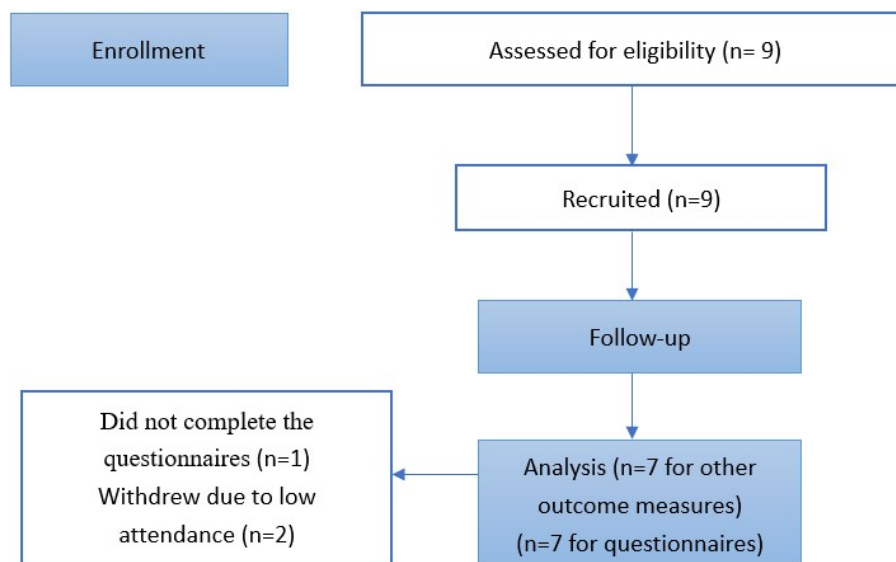 Enrollment
Assessed for eligibility (n= 9)
Recruited (n=9)
Follow-up
Did not complete the
questionnaires (n=1)
Withdrew due to low
attendance (n=2)
Analysis (n=7 for other
outcome measures)
(n=7 for questionnaires)